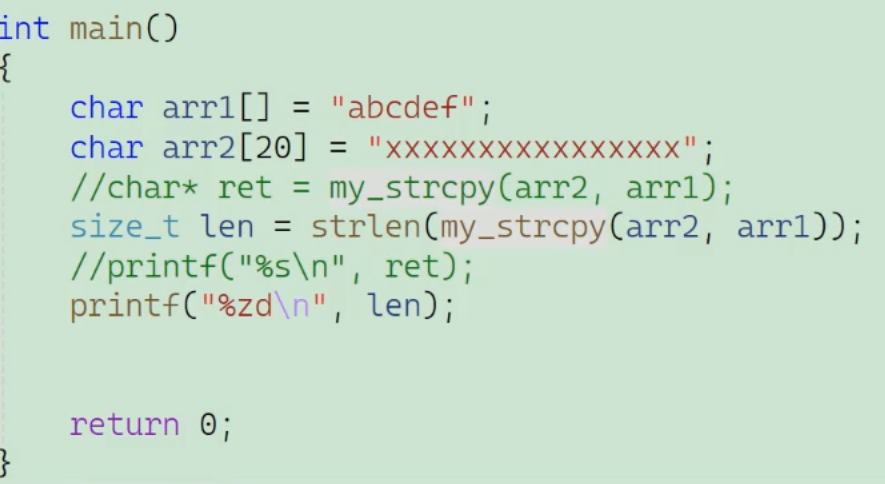 int main()
{
char arr1[] = "abcdef";
char arr2[20] = "xxxxxxxxxxxxxxxx";
//char* ret = my_strcpy(arr2, arr1);
size_t len = strlen(my_strcpy(arr2, arr1));
//printf("%s\n", ret);
printf("%zd\n", len);
return 0;
}